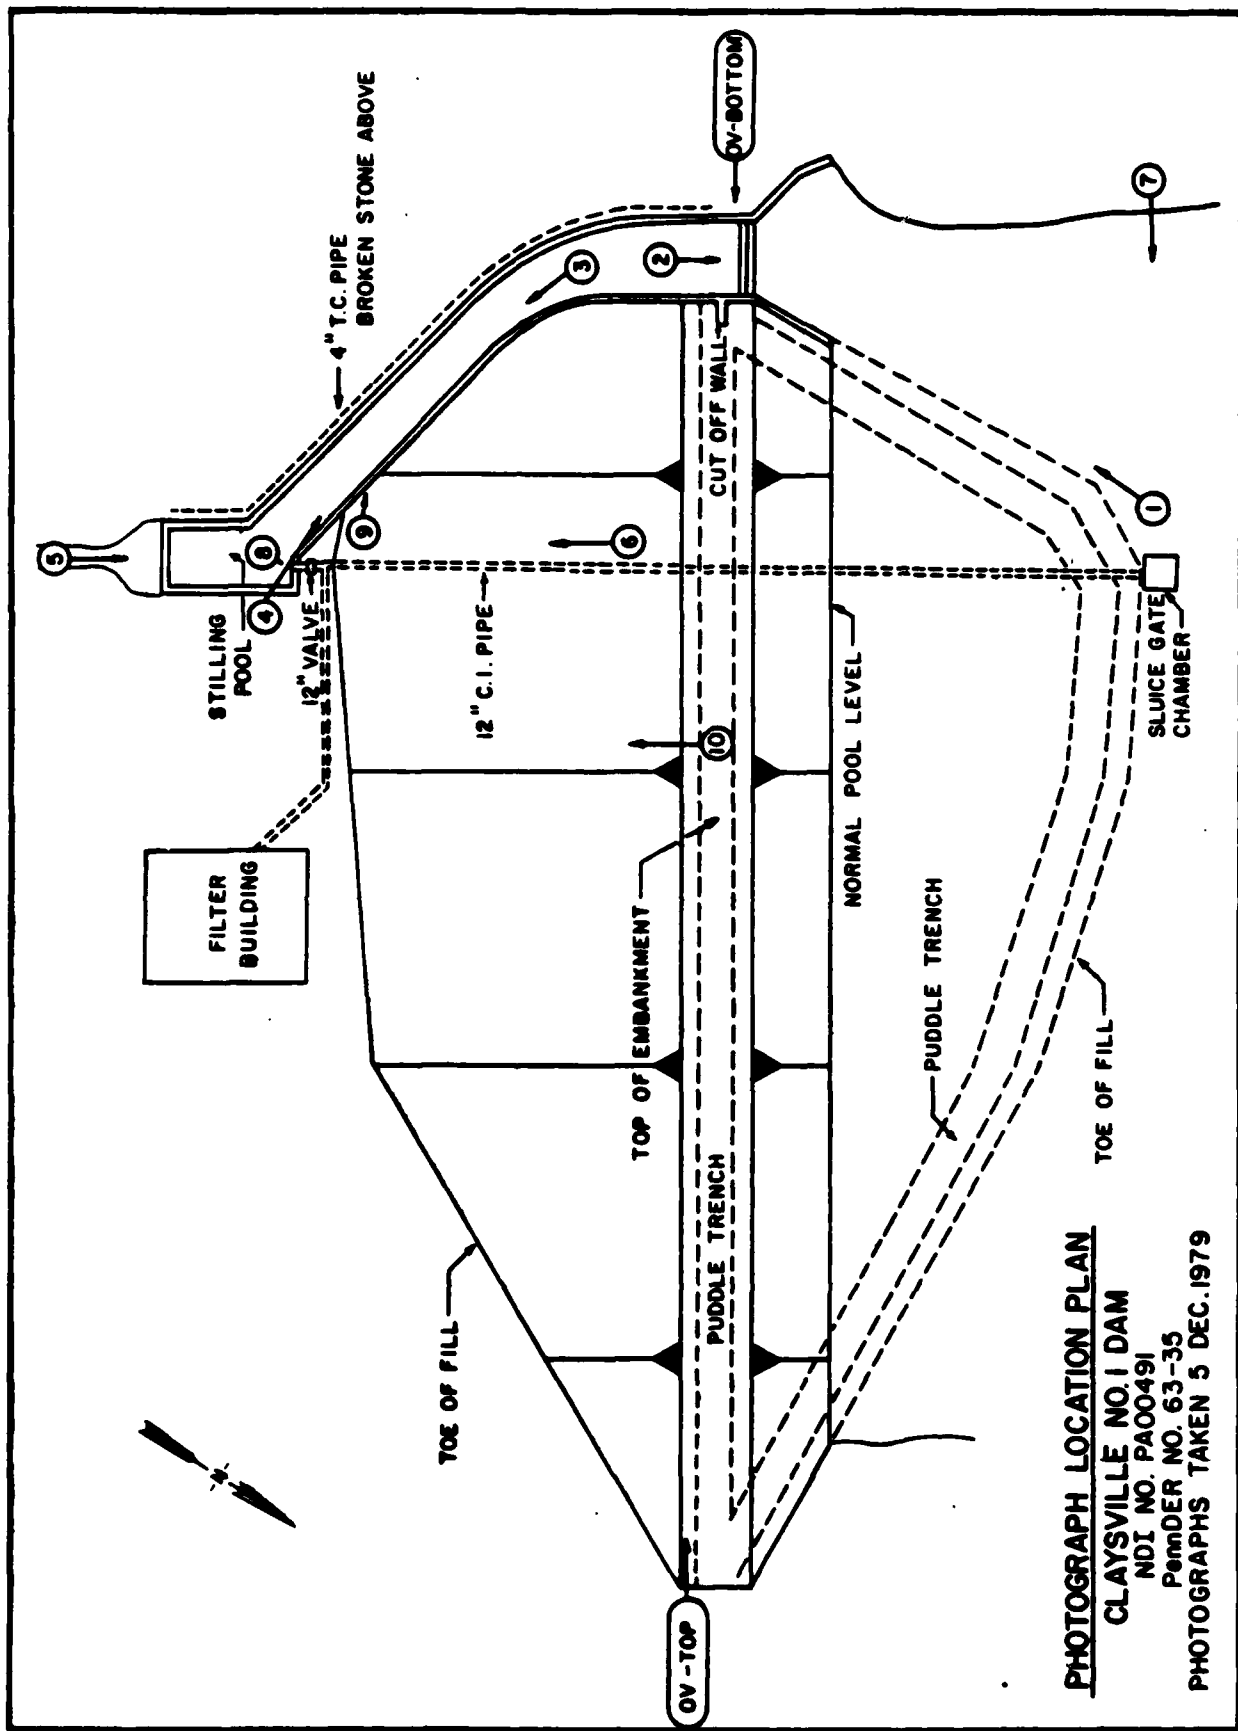 OV-BOTTOM
4" T.C. PIPE
BROKEN STONE ABOVE
7
2
3
CUT OFF WALL
1
5
8
9
6
4
STILLING
POOL
12" VALVE
12" C.I. PIPE
SLUICE GATE
CHAMBER
10
NORMAL POOL LEVEL
FILTER
BUILDING
TOP OF EMBANKMENT
PUDDLE TRENCH
TOE OF FILL
PUDDLE TRENCH
TOE OF FILL
N
OV-TOP
PHOTOGRAPH LOCATION PLAN
CLAYSVILLE NO. 1 DAM
NDI NO. PA00491
PennDER NO. 63-35
PHOTOGRAPHS TAKEN 5 DEC. 1979